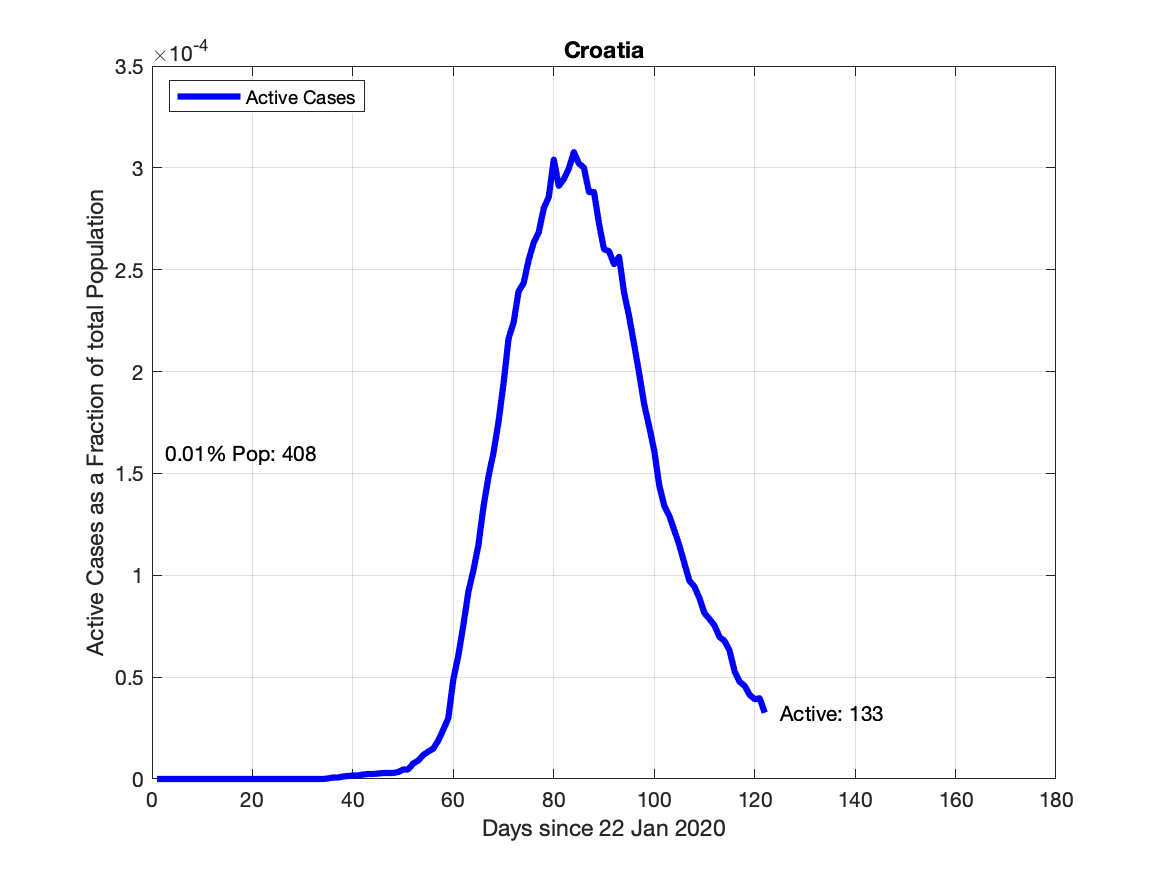 Croatia
×10-4
3.5
3
2.5
2
1.5
1
0.5
0
Active Cases
0.01% Pop: 408
Active: 133
0 20 40 60 80 100 120 140 160 180
Days since 22 Jan 2020
Active Cases as a Fraction of total Population